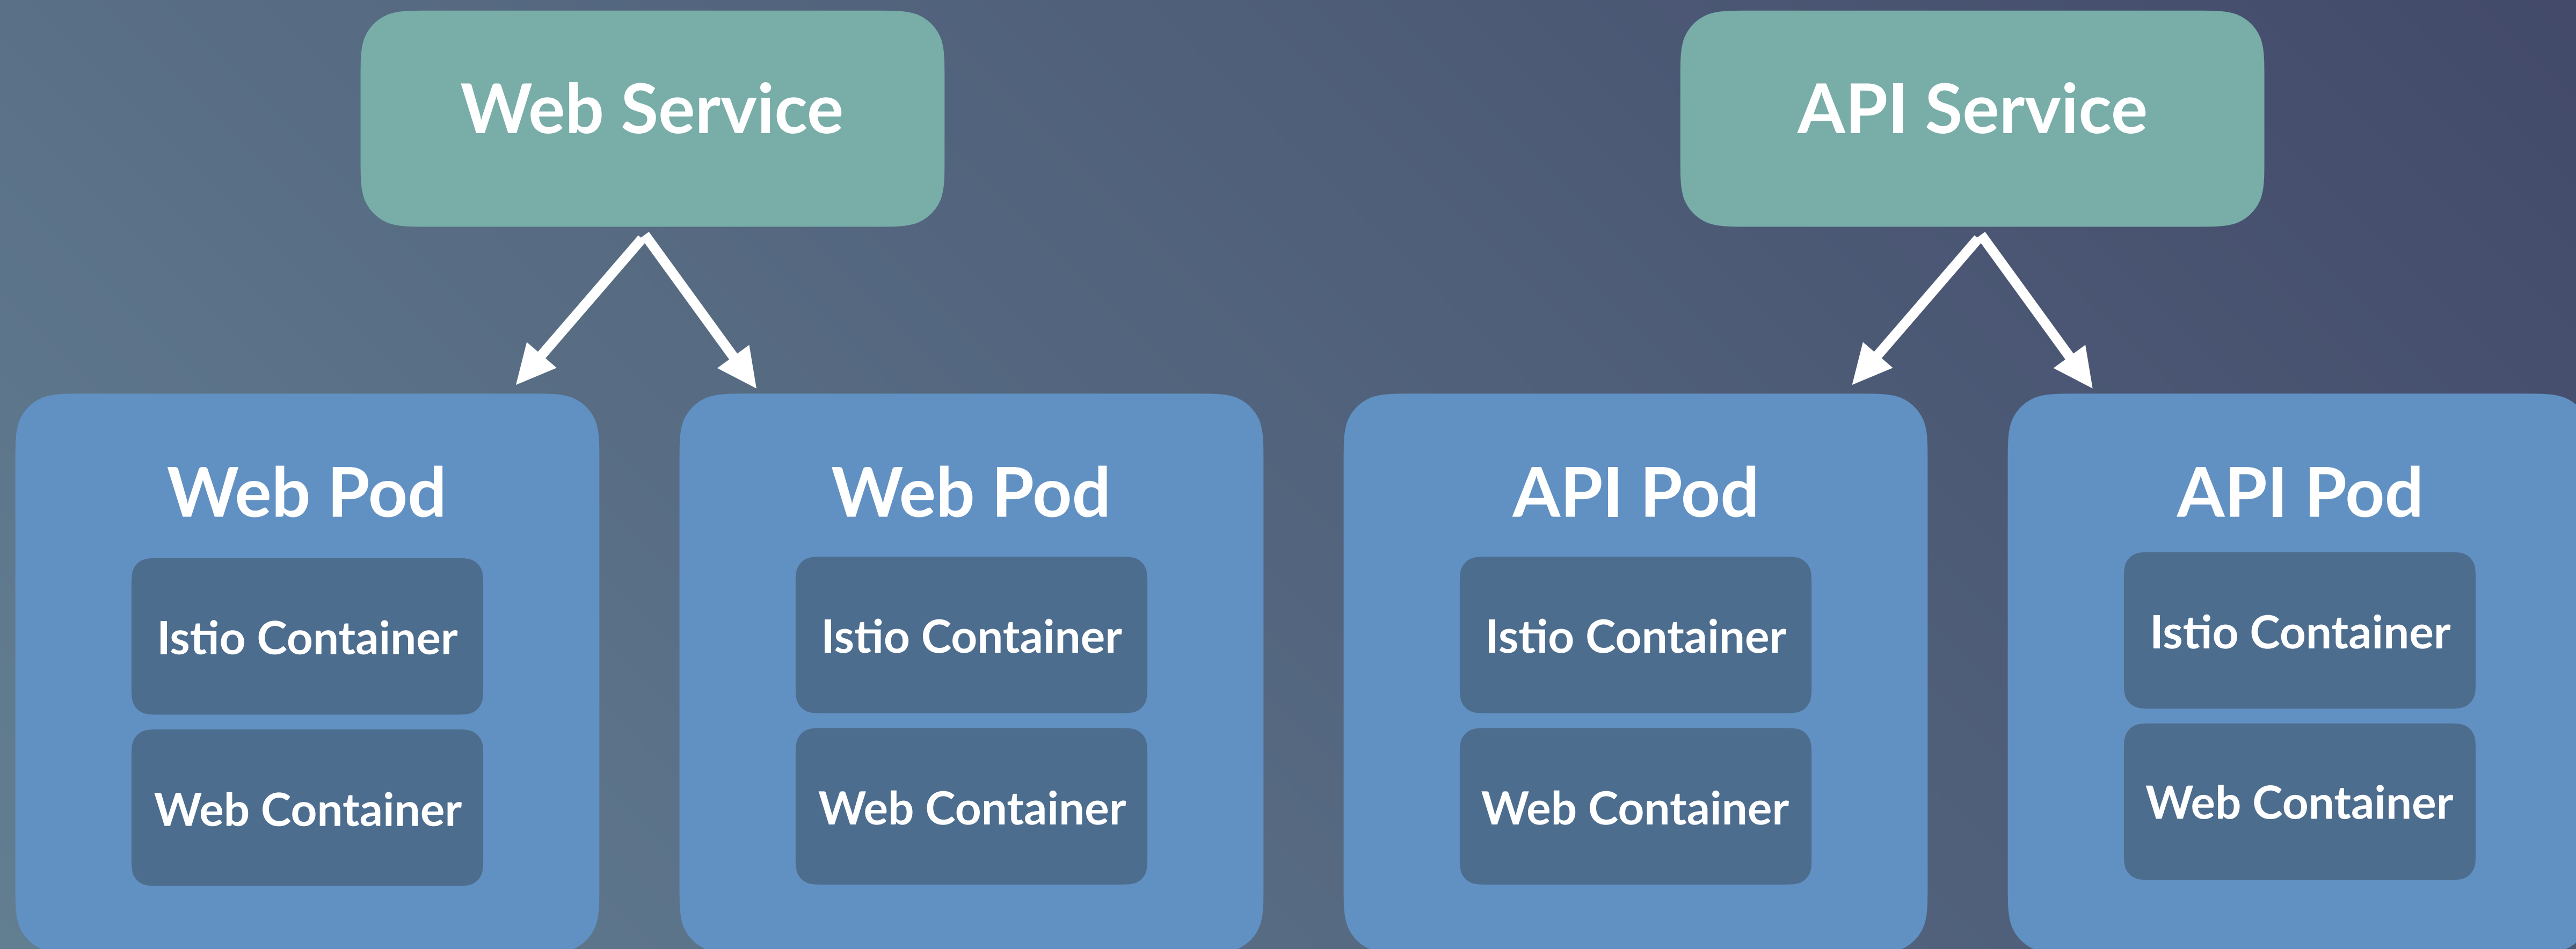 Web Service
API Service
Web Pod
Istio Container
Web Container
Web Pod
Istio Container
Web Container
API Pod
Istio Container
Web Container
API Pod
Istio Container
Web Container